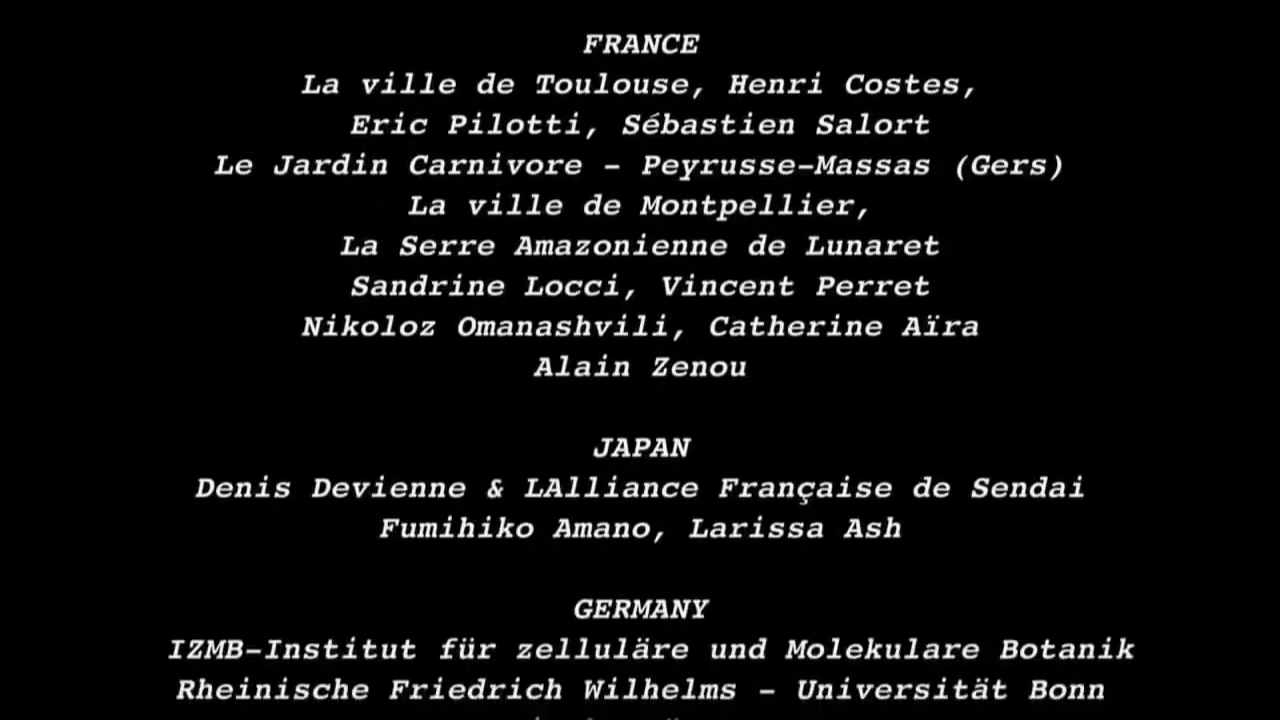 FRANCE
La ville de Toulouse, Henri Costes,
Eric Pilotti, Sébastien Salort
Le Jardin Carnivore - Peyrusse-Massas (Gers)
La ville de Montpellier,
La Serre Amazonienne de Lunaret
Sandrine Locci, Vincent Perret
Nikoloz Omanashvili, Catherine Aïra
Alain Zenou
JAPAN
Denis Devienne & LAlliance Française de Sendai
Fumihiko Amano, Larissa Ash
GERMANY
IZMB-Institut für zelluläre und Molekulare Botanik
Rheinische Friedrich Wilhelms - Universität Bonn